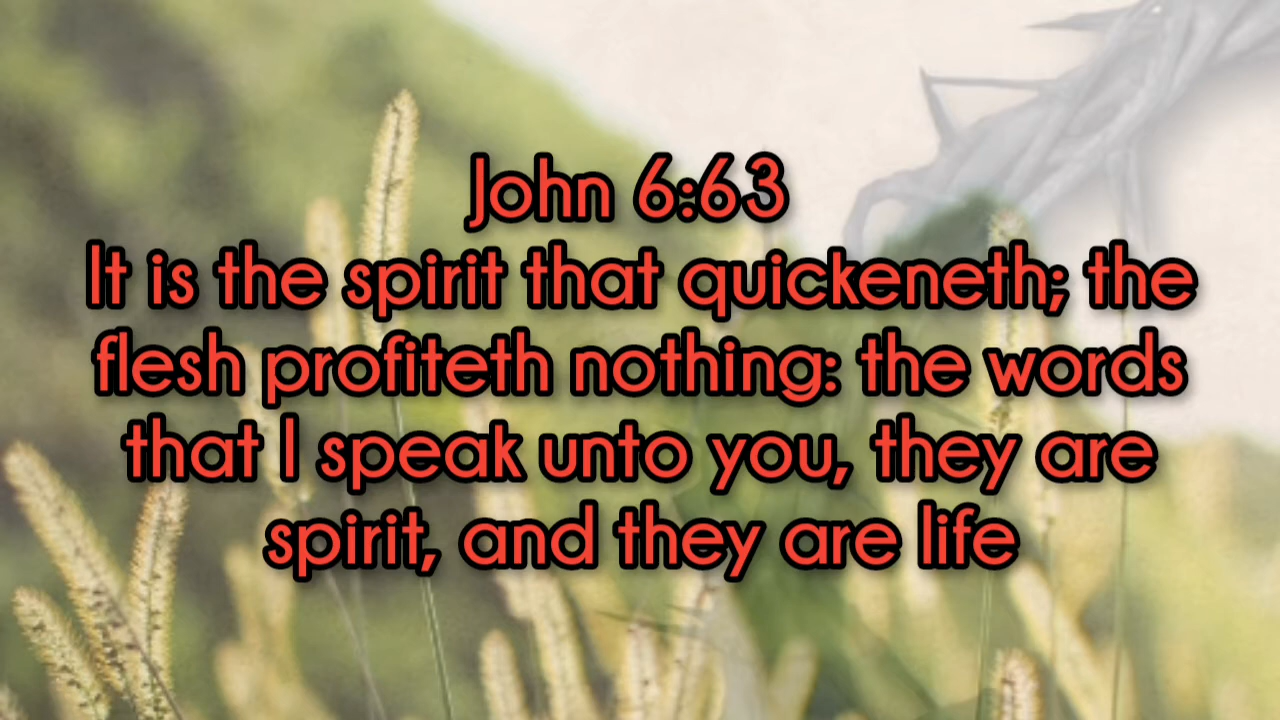 John 6:63
It is the spirit that quickeneth; the
flesh profiteth nothing: the words
that I speak unto you, they are
spirit, and they are life